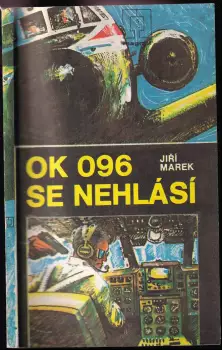 OK 096
SE NEHLÁSÍ
JIŘÍ
MAREK